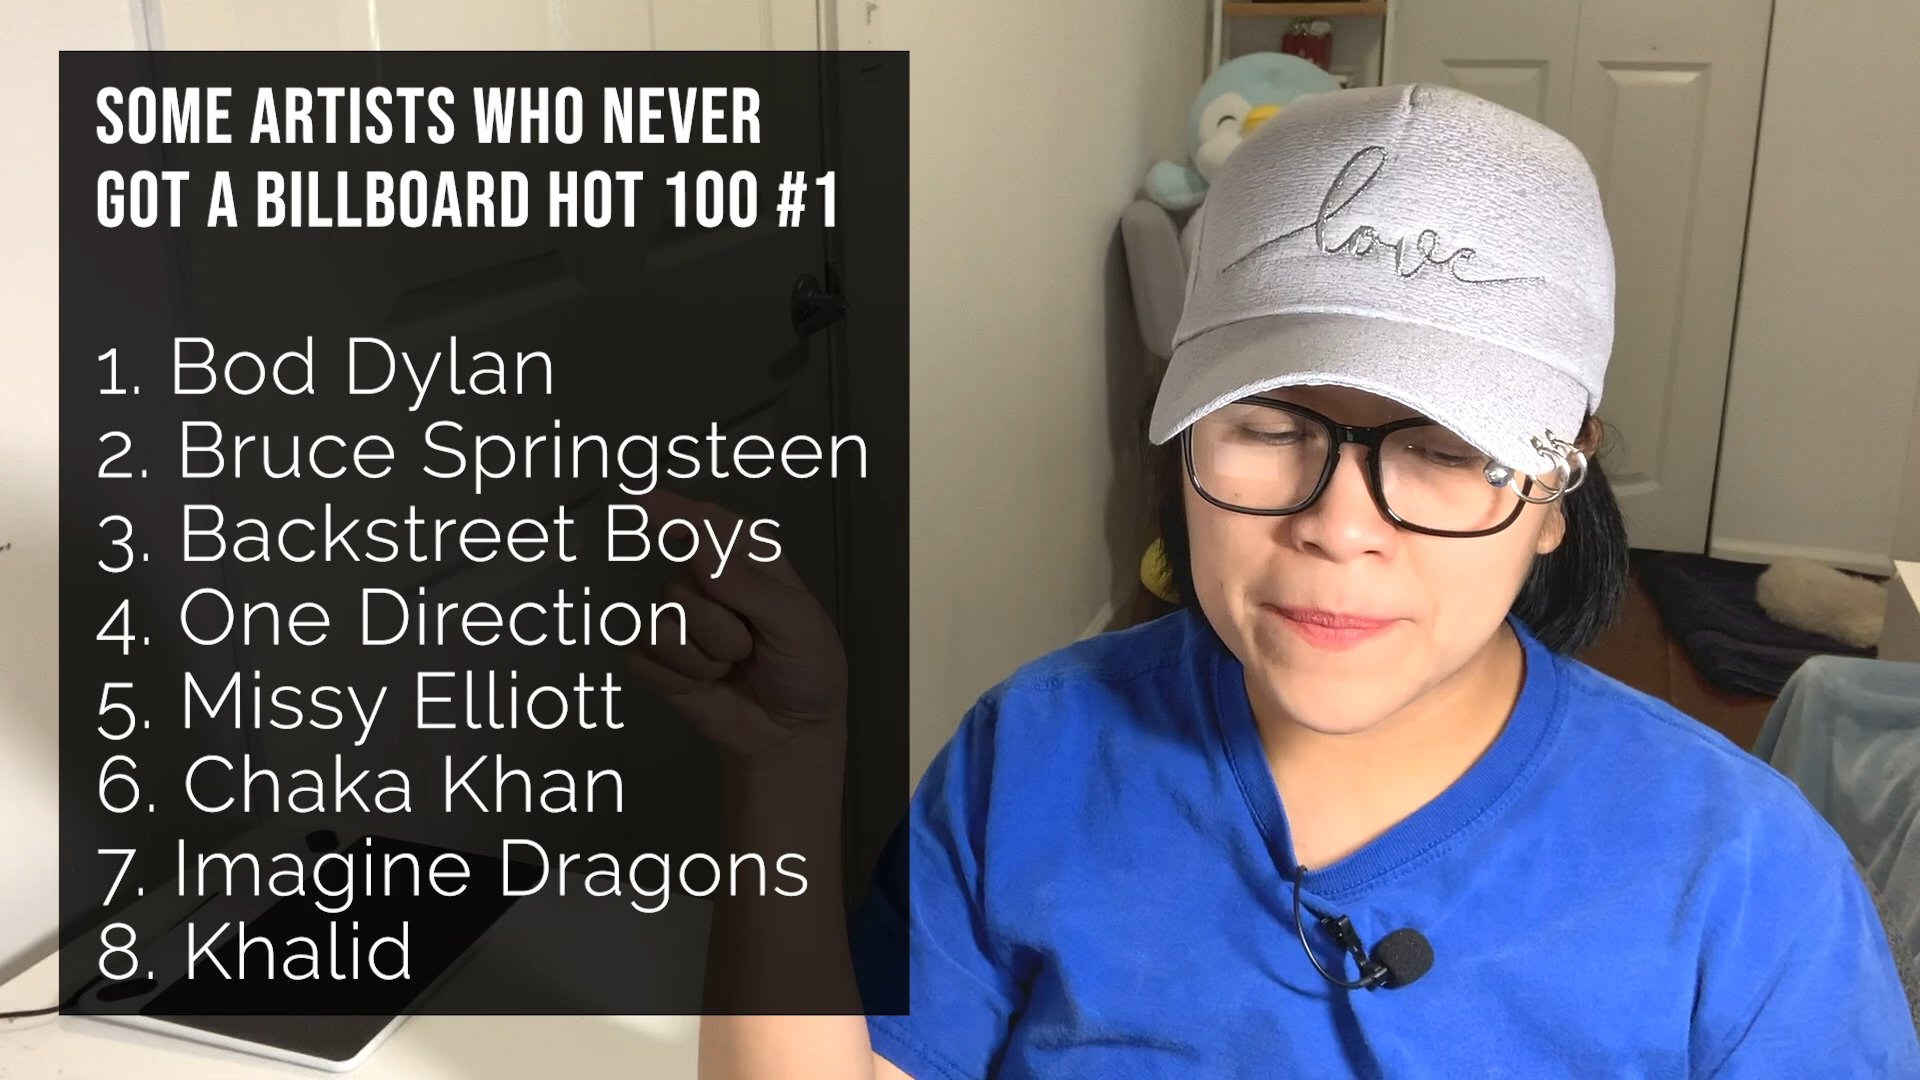 SOME ARTISTS WHO NEVER
GOT A BILLBOARD HOT 100 #1
1. Bod Dylan
2. Bruce Springsteen
3. Backstreet Boys
4. One Direction
5. Missy Elliott
6. Chaka Khan
7. Imagine Dragons
8. Khalid
love